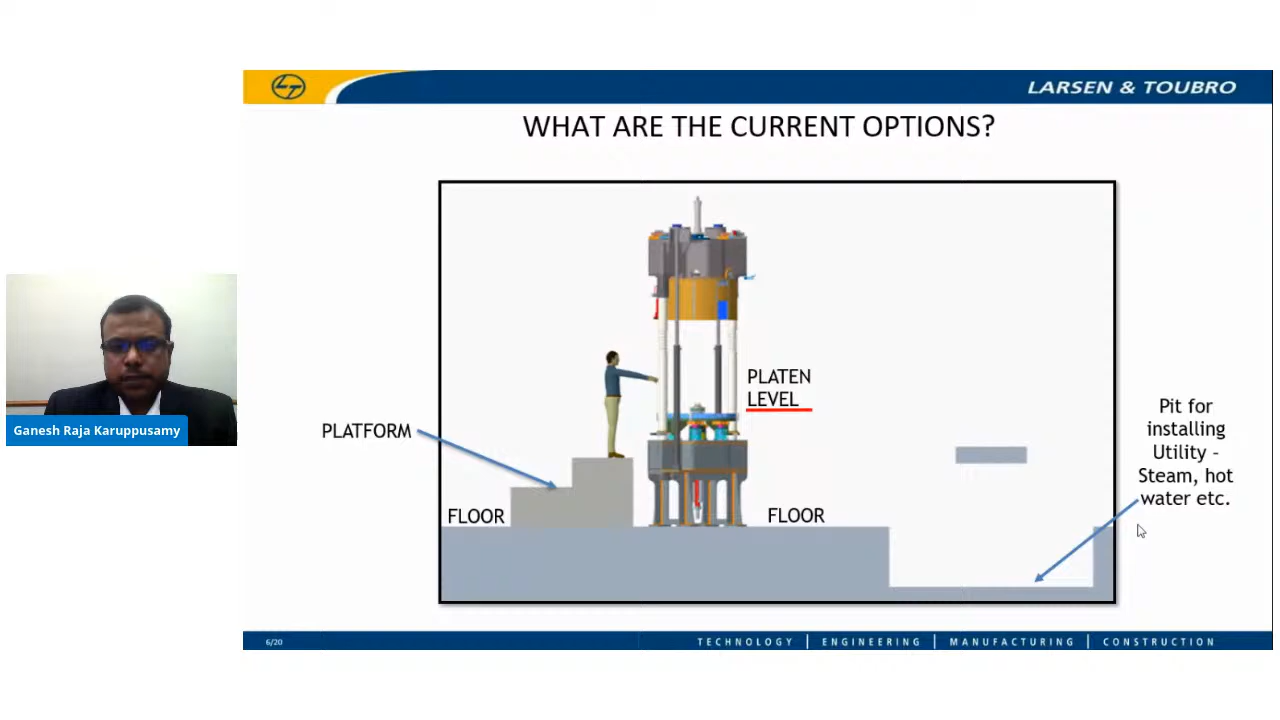 LT
LARSEN & TOUBRO
WHAT ARE THE CURRENT OPTIONS?
PLATEN
LEVEL
PLATFORM
FLOOR
FLOOR
Pit for
installing
Utility -
Steam, hot
water etc.
Ganesh Raja Karuppusamy
6/20
TECHNOLOGY | ENGINEERING | MANUFACTURING | CONSTRUCTION